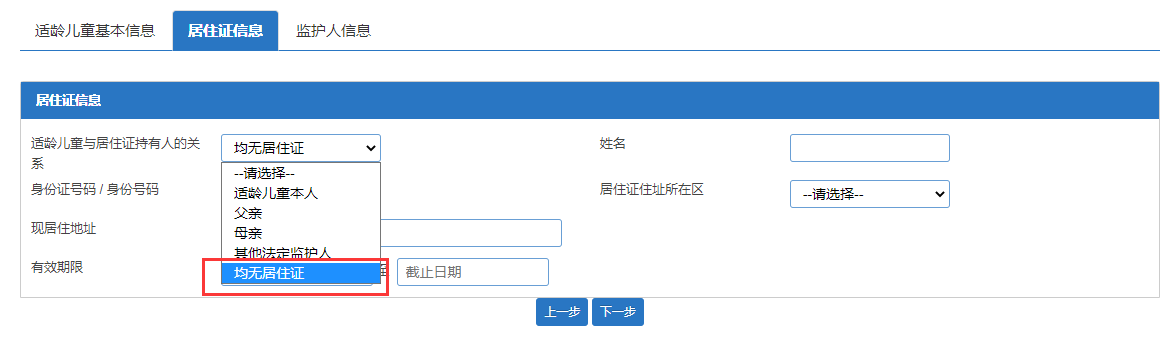 适龄儿童基本信息
居住证信息
监护人信息
居住证信息
适龄儿童与居住证持有人的关
系
均无居住证
姓名
--请选择--
适龄儿童本人
父亲
母亲
其他法定监护人
均无居住证
身份证号码 / 身份号码
居住证住址所在区
--请选择--
现居住地址
有效期限
至
截止日期
上一步
下一步